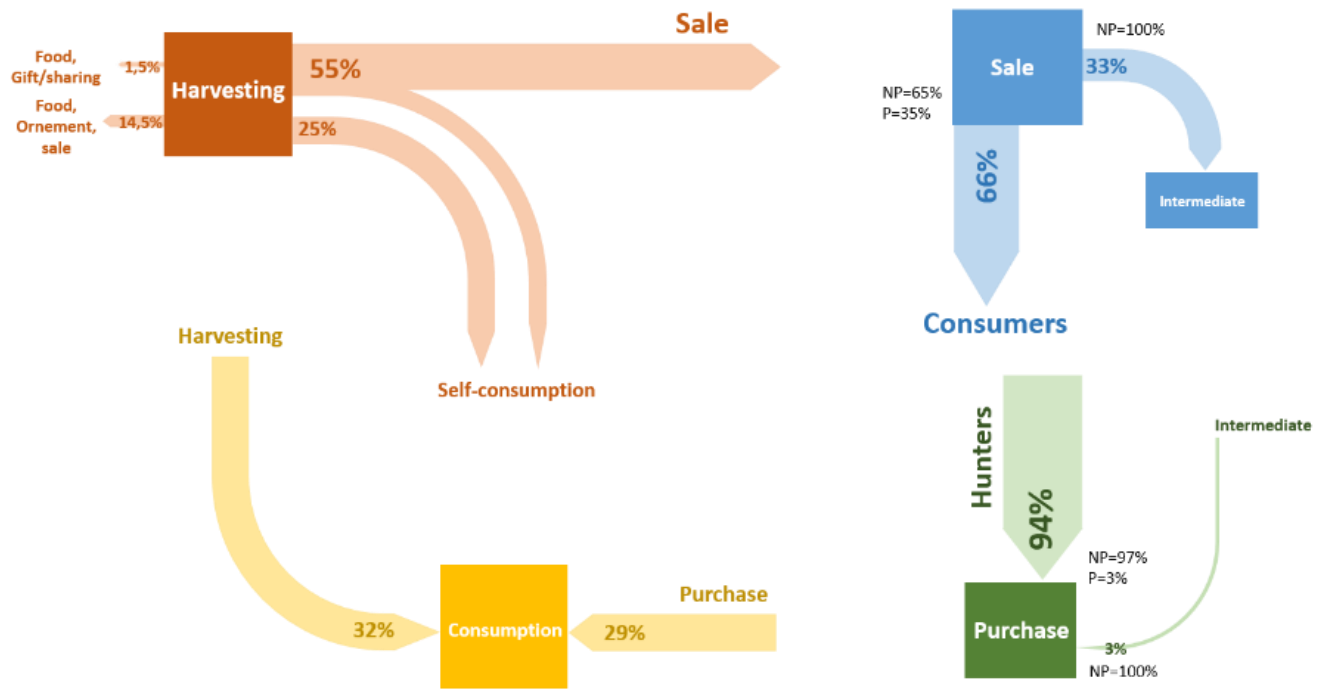 Sale
Food,
Gift/sharing
1,5%
Harvesting
55%
Food,
Ornement,
sale
14,5%
25%
Self-consumption
Sale
NP=100%
33%
NP=65%
P=35%
66%
Intermediate
Consumers
Harvesting
32%
Consumption
Purchase
29%
Hunters
94%
Intermediate
NP=97%
P=3%
Purchase
3%
NP=100%